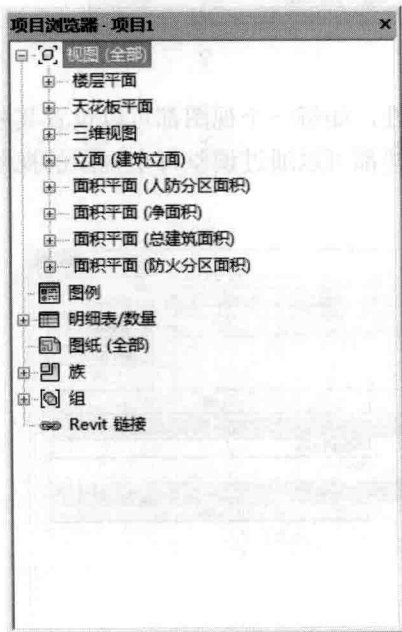 项目浏览器 - 项目1
视图 (全部)
楼层平面
天花板平面
三维视图
立面 (建筑立面)
面积平面 (人防分区面积)
面积平面 (净面积)
面积平面 (总建筑面积)
面积平面 (防火分区面积)
图例
明细表/数量
图纸 (全部)
族
组
Revit 链接